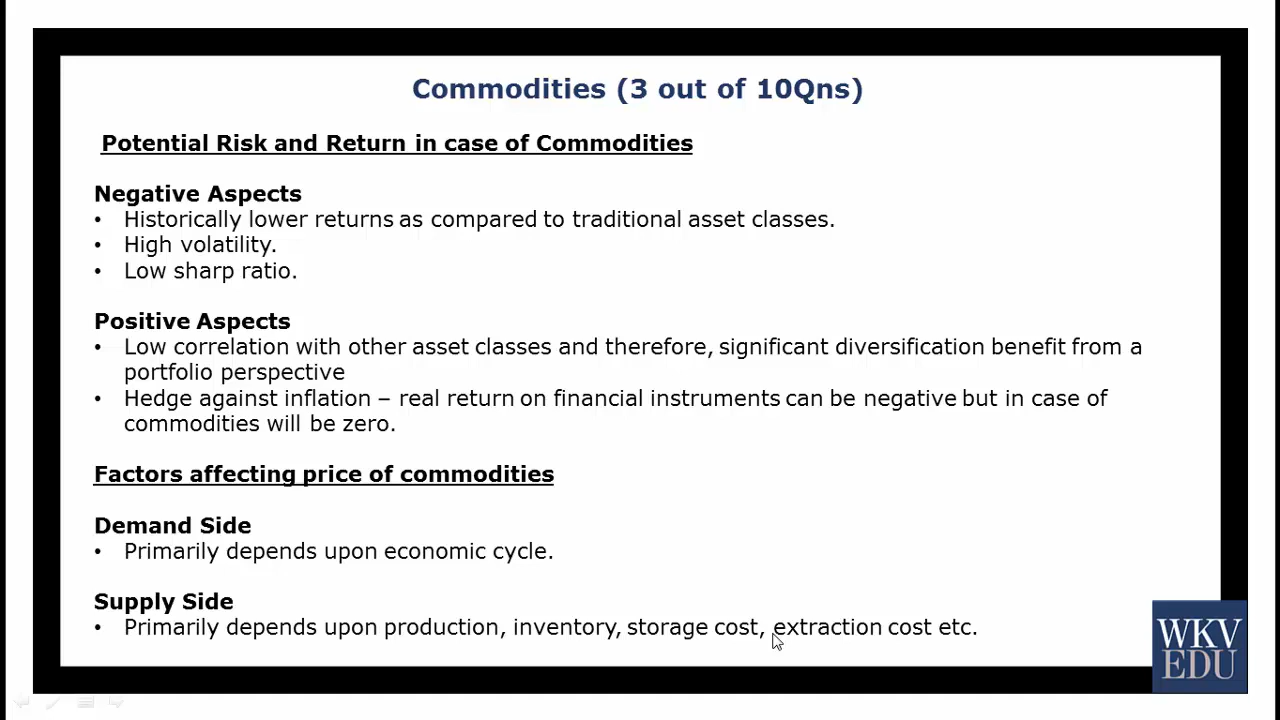 Commodities (3 out of 10Qns)
Potential Risk and Return in case of Commodities
Negative Aspects
• Historically lower returns as compared to traditional asset classes.
• High volatility.
• Low sharp ratio.
Positive Aspects
• Low correlation with other asset classes and therefore, significant diversification benefit from a
portfolio perspective
• Hedge against inflation – real return on financial instruments can be negative but in case of
commodities will be zero.
Factors affecting price of commodities
Demand Side
• Primarily depends upon economic cycle.
Supply Side
• Primarily depends upon production, inventory, storage cost, extraction cost etc.
WKV
EDU